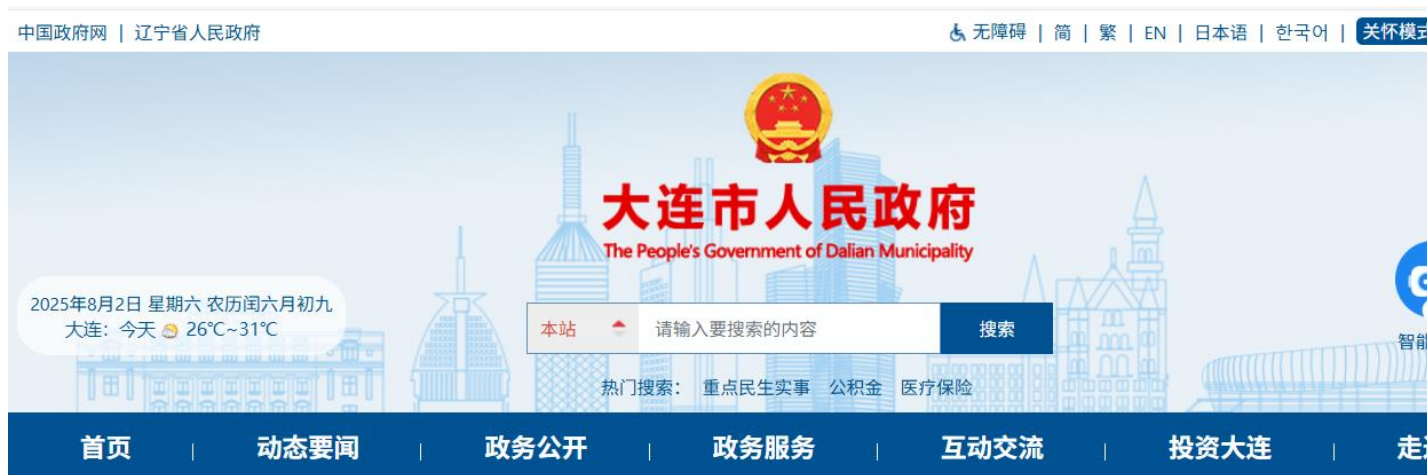 中国政府网 | 辽宁省人民政府
无障碍 | 简 | 繁 | EN | 日本语 | 한국어 | 关怀模式
大连市人民政府
The People's Government of Dalian Municipality
2025年8月2日 星期六 农历闰六月初九
大连：今天 26℃~31℃
本站 请输入要搜索的内容 搜索
智能
热门搜索： 重点民生实事 公积金 医疗保险
首页 | 动态要闻 | 政务公开 | 政务服务 | 互动交流 | 投资大连 | 走